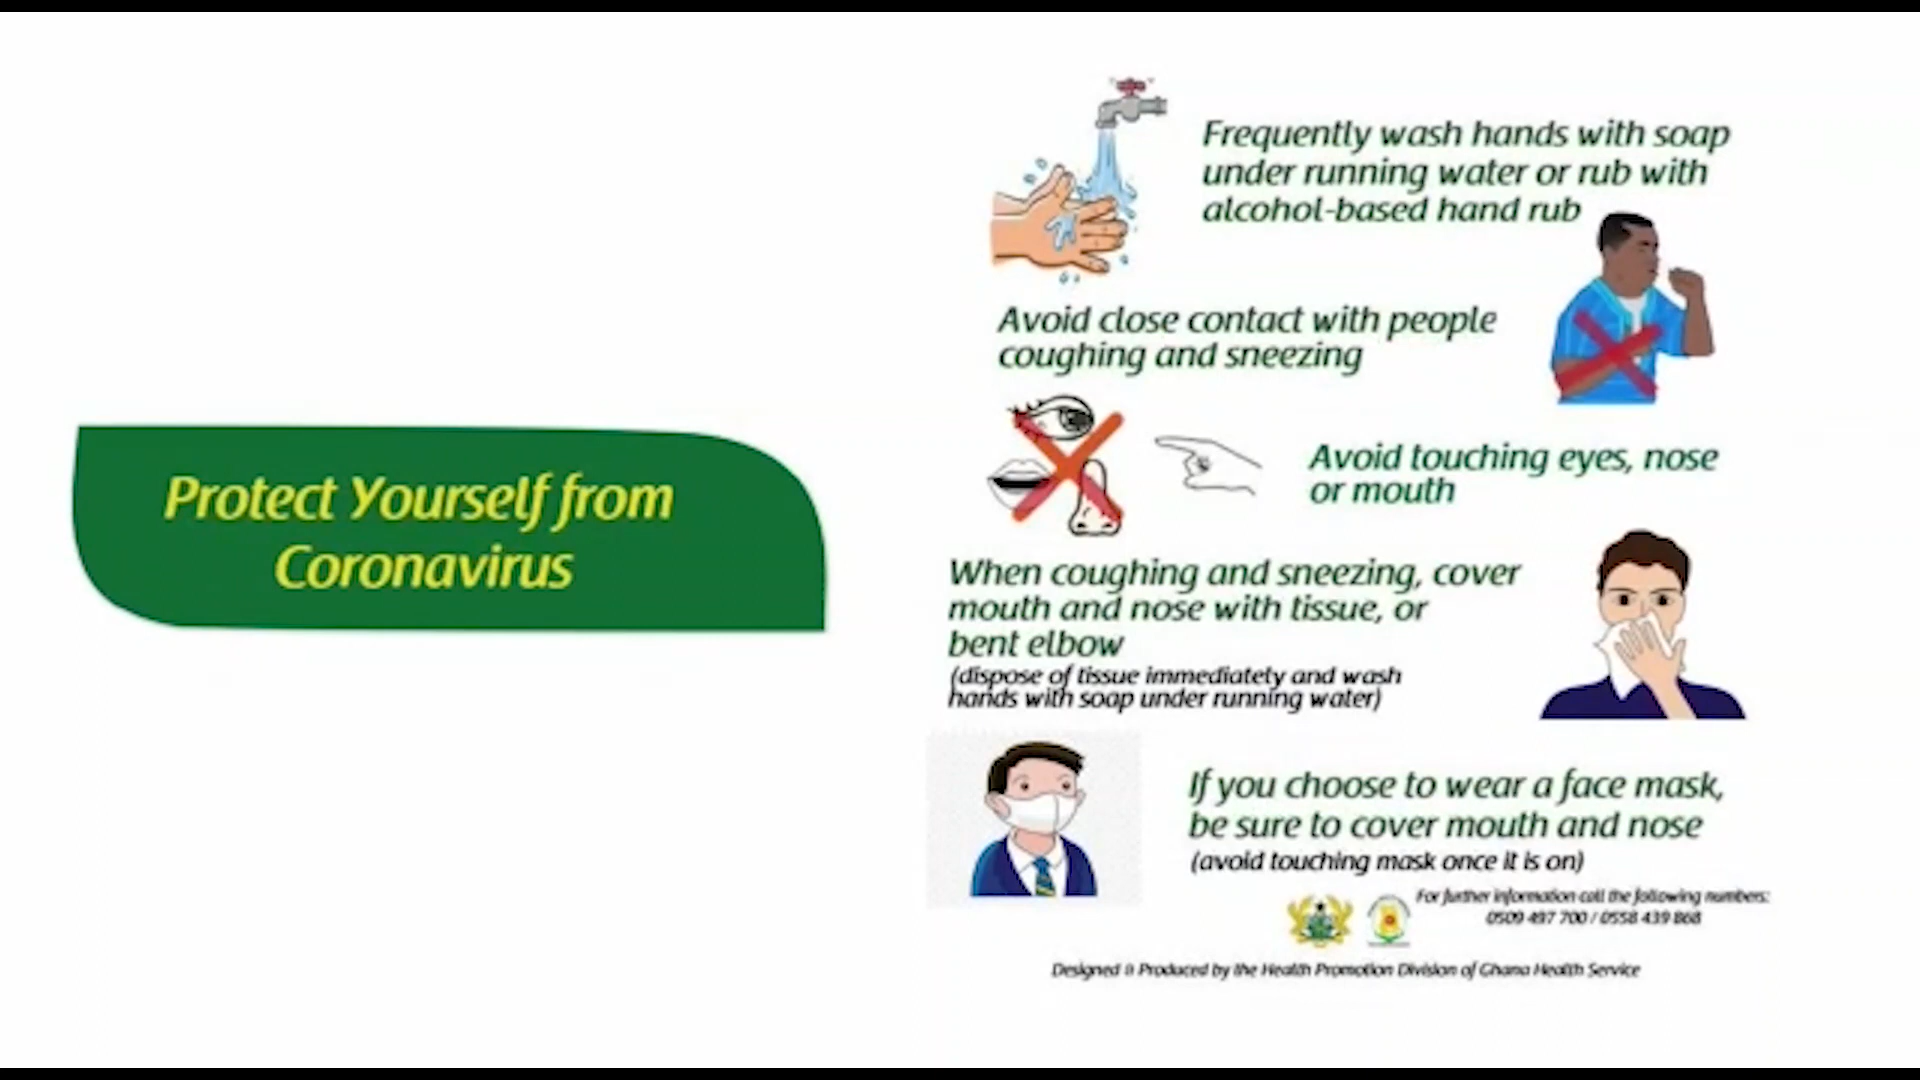 Protect Yourself from
Coronavirus
Frequently wash hands with soap
under running water or rub with
alcohol-based hand rub
Avoid close contact with people
coughing and sneezing
Avoid touching eyes, nose
or mouth
When coughing and sneezing, cover
mouth and nose with tissue, or
bent elbow
(dispose of tissue immediately and wash
hands with soap under running water)
If you choose to wear a face mask,
be sure to cover mouth and nose
(avoid touching mask once it is on)
For further information call the following numbers:
0509 497 700 / 0558 439 868
Designed & Produced by the Health Promotion Division of Ghana Health Service